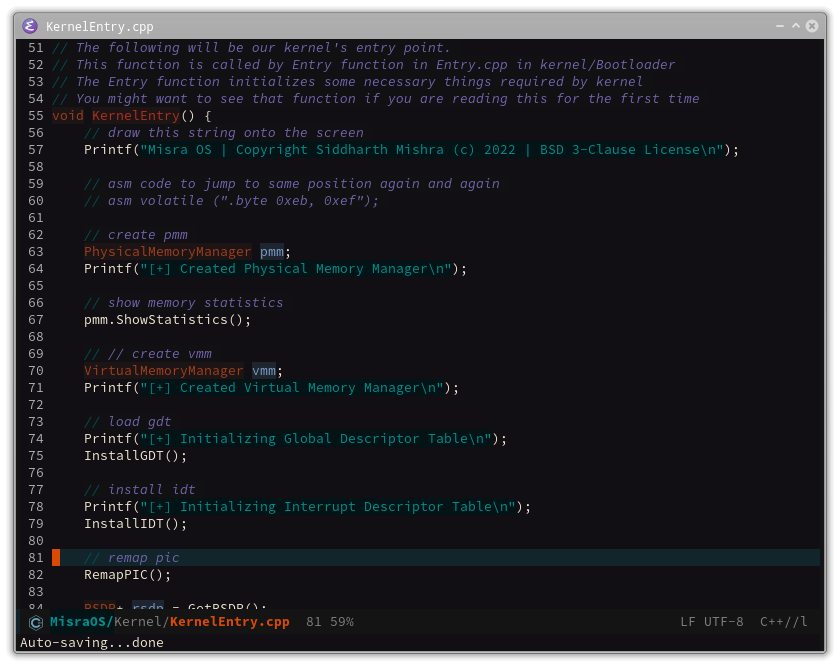 KernelEntry.cpp
51 // The following will be our kernel's entry point.
52 // This function is called by Entry function in Entry.cpp in kernel/Bootloader
53 // The Entry function initializes some necessary things required by kernel
54 // You might want to see that function if you are reading this for the first time
55 void KernelEntry() {
56     // draw this string onto the screen
57     Printf("Misra OS | Copyright Siddharth Mishra (c) 2022 | BSD 3-Clause License\n");
58
59     // asm code to jump to same position again and again
60     // asm volatile (".byte 0xeb, 0xef");
61
62     // create pmm
63     PhysicalMemoryManager pmm;
64     Printf("[+] Created Physical Memory Manager\n");
65
66     // show memory statistics
67     pmm.ShowStatistics();
68
69     // // create vmm
70     VirtualMemoryManager vmm;
71     Printf("[+] Created Virtual Memory Manager\n");
72
73     // load gdt
74     Printf("[+] Initializing Global Descriptor Table\n");
75     InstallGDT();
76
77     // install idt
78     Printf("[+] Initializing Interrupt Descriptor Table\n");
79     InstallIDT();
80
81     // remap pic
82     RemapPIC();
83
84     RSDP* rsdp = GetRSDP();
MisraOS/Kernel/KernelEntry.cpp 81 59% LF UTF-8 C++//l
Auto-saving...done